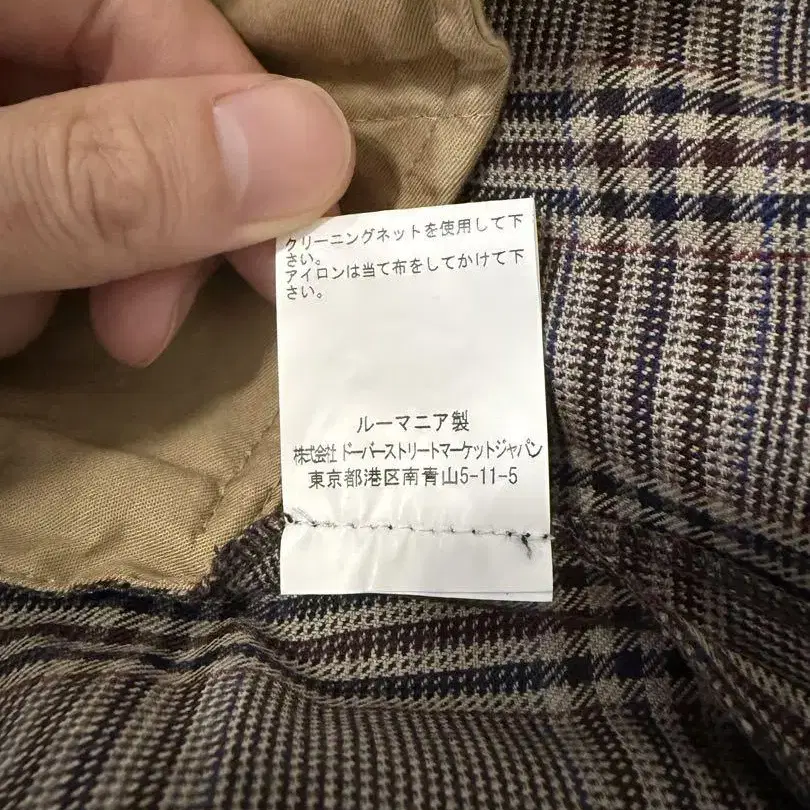 クリーニングネットを使用して下
さい。
アイロンは当て布をしてかけて下
さい。
ルーマニア製
株式会社 ドーバーストリートマーケットジャパン
東京都港区南青山5-11-5